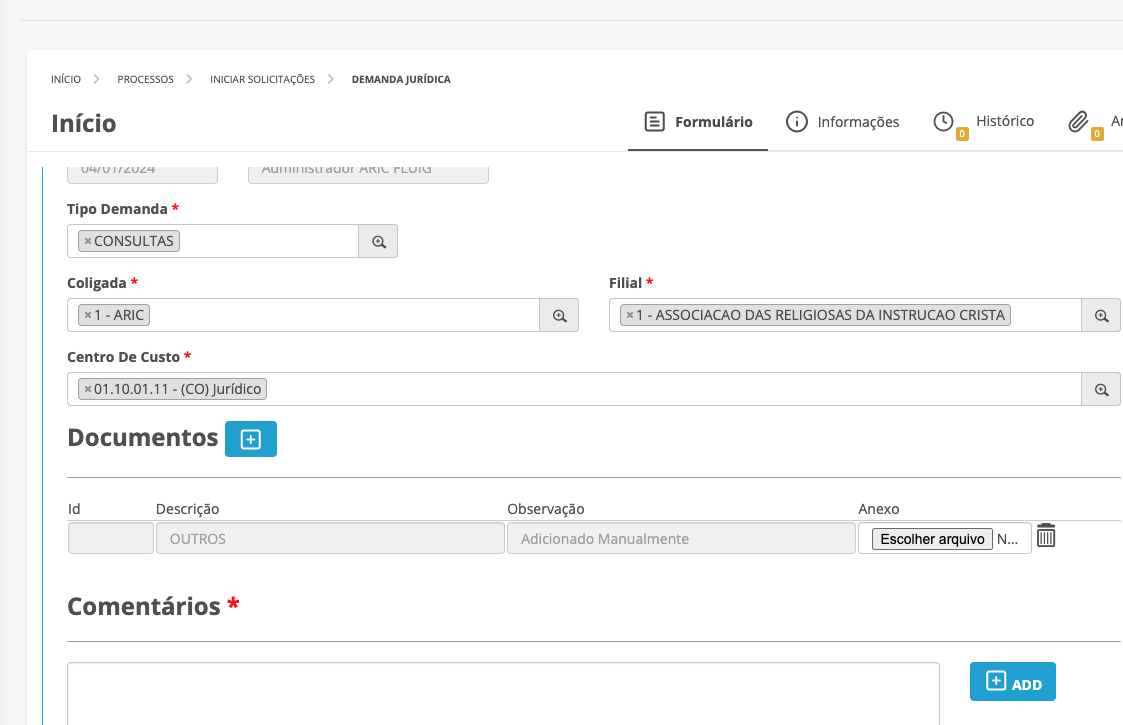 INÍCIO > PROCESSOS > INICIAR SOLICITAÇÕES > DEMANDA JURÍDICA
Início
Formulário
Informações
0
Histórico
0
04/01/2024
Administrador ARIC FLUIG
Tipo Demanda *
×CONSULTAS
Coligada *
Filial *
×1 - ARIC
×1 - ASSOCIACAO DAS RELIGIOSAS DA INSTRUCAO CRISTA
Centro De Custo *
×01.10.01.11 - (CO) Jurídico
Documentos
Id
Descrição
Observação
Anexo
OUTROS
Adicionado Manualmente
Escolher arquivo N...
Comentários *
ADD